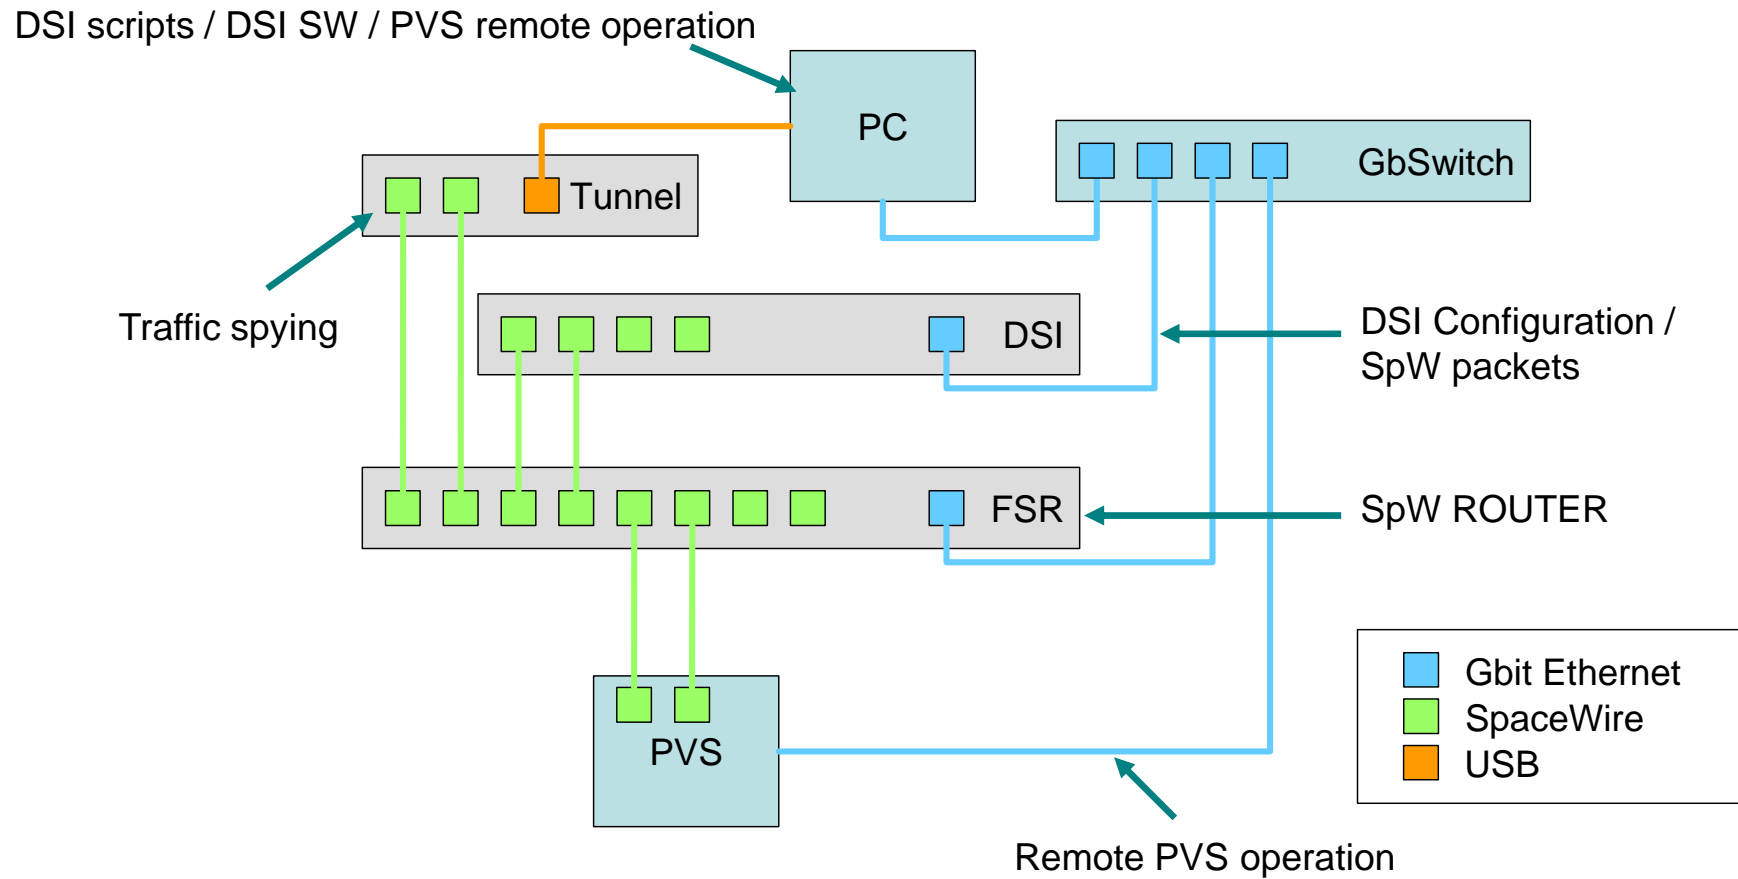 DSI scripts / DSI SW / PVS remote operation
PC
GbSwitch
Tunnel
Traffic spying
DSI
DSI Configuration /
SpW packets
FSR
SpW ROUTER
PVS
Gbit Ethernet
SpaceWire
USB
Remote PVS operation